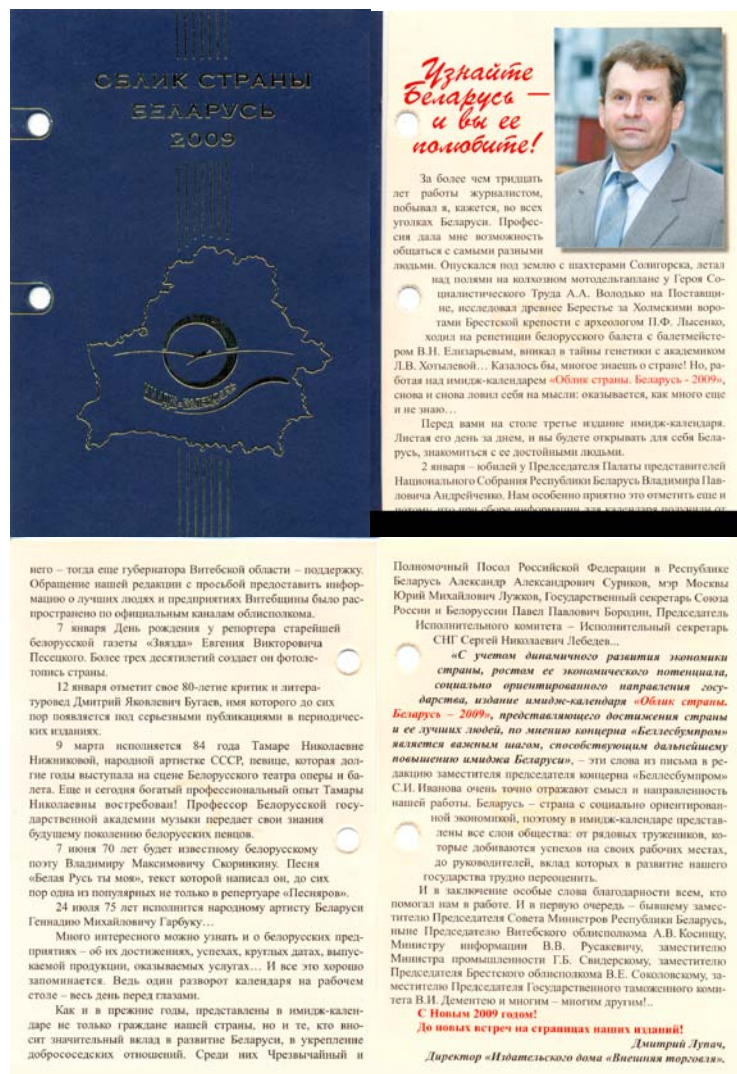 ОБЛИК СТРАНЫ
БЕЛАРУСЬ
2009
ИМИДЖ-КАЛЕНДАРЬ
Узнайте
Беларусь —
и вы ее
полюбите!
За более чем тридцать
лет работы журналистом,
побывал я, кажется, во всех
уголках Беларуси. Профес-
сия дала мне возможность
общаться с самыми разными
людьми. Опускался под землю с шахтерами Солигорска, летал
над полями на колхозном мотодельтаплане у Героя Со-
циалистического Труда А.А. Володько на Поставщи-
не, исследовал древнее Берестье за Холмскими воро-
тами Брестской крепости с археологом П.Ф. Лысенко,
ходил на репетиции белорусского балета с балетмейсте-
ром В.Н. Елизарьевым, вникал в тайны генетики с академиком
Л.В. Хотылевой… Казалось бы, многое знаешь о стране! Но, ра-
ботая над имидж-календарем «Облик страны. Беларусь - 2009»,
снова и снова ловил себя на мысли: оказывается, как много еще
и не знаю…
Перед вами на столе третье издание имидж-календаря.
Листая его день за днем, и вы будете открывать для себя Бела-
русь, знакомиться с ее достойными людьми.
2 января – юбилей у Председателя Палаты представителей
Национального Собрания Республики Беларусь Владимира Пав-
ловича Андрейченко. Нам особенно приятно это отметить еще и
потому, что при сборе информации для календаря получили от
него – тогда еще губернатора Витебской области – поддержку.
Обращение нашей редакции с просьбой предоставить инфор-
мацию о лучших людях и предприятиях Витебщины было рас-
пространено по официальным каналам облисполкома.
7 января День рождения у репортера старейшей
белорусской газеты «Звязда» Евгения Викторовича
Песецкого. Более трех десятилетий создает он фотоле-
топись страны.
12 января отметит свое 80-летие критик и литера-
туровед Дмитрий Яковлевич Бугаев, имя которого до сих
пор появляется под серьезными публикациями в периодичес-
ких изданиях.
9 марта исполняется 84 года Тамаре Николаевне
Нижниковой, народной артистке СССР, певице, которая дол-
гие годы выступала на сцене Белорусского театра оперы и ба-
лета. Еще и сегодня богатый профессиональный опыт Тамары
Николаевны востребован! Профессор Белорусской госу-
дарственной академии музыки передает свои знания
будущему поколению белорусских певцов.
7 июня 70 лет будет известному белорусскому
поэту Владимиру Максимовичу Скоринкину. Песня
«Белая Русь ты моя», текст которой написал он, до сих
пор одна из популярных не только в репертуаре «Песняров».
24 июля 75 лет исполнится народному артисту Беларуси
Геннадию Михайловичу Гарбуку…
Много интересного можно узнать и о белорусских пред-
приятиях – об их достижениях, успехах, круглых датах, выпус-
каемой продукции, оказываемых услугах… И все это хорошо
запоминается. Ведь один разворот календаря на рабочем
столе – весь день перед глазами.
Как и в прежние годы, представлены в имидж-кален-
даре не только граждане нашей страны, но и те, кто вно-
сит значительный вклад в развитие Беларуси, в укрепление
добрососедских отношений. Среди них Чрезвычайный и
Полномочный Посол Российской Федерации в Республике
Беларусь Александр Александрович Суриков, мэр Москвы
Юрий Михайлович Лужков, Государственный секретарь Союза
России и Белоруссии Павел Павлович Бородин, Председатель
Исполнительного комитета – Исполнительный секретарь
СНГ Сергей Николаевич Лебедев...
«С учетом динамичного развития экономики
страны, ростом ее экономического потенциала,
социально ориентированного направления госу-
дарства, издание имидж-календаря «Облик страны.
Беларусь – 2009», представляющего достижения страны
и ее лучших людей, по мнению концерна «Беллесбумпром»
является важным шагом, способствующим дальнейшему
повышению имиджа Беларуси», – эти слова из письма в ре-
дакцию заместителя председателя концерна «Беллесбумпром»
С.И. Иванова очень точно отражают смысл и направленность
нашей работы. Беларусь – страна с социально ориентирован-
ной экономикой, поэтому в имидж-календаре представ-
лены все слои общества: от рядовых тружеников, ко-
торые добиваются успехов на своих рабочих местах,
до руководителей, вклад которых в развитие нашего
государства трудно переоценить.
И в заключение особые слова благодарности всем, кто
помогал нам в работе. И в первую очередь – бывшему замес-
тителю Председателя Совета Министров Республики Беларусь,
ныне Председателю Витебского облисполкома А.В. Косинцу,
Министру информации В.В. Русакевичу, заместителю
Министра промышленности Г.Б. Свидерскому, заместителю
Председателя Брестского облисполкома В.Е. Соколовскому, за-
местителю Председателя Государственного таможенного коми-
тета В.И. Дементею и многим – многим другим!..
С Новым 2009 годом!
До новых встреч на страницах наших изданий!
Дмитрий Лупач,
Директор «Издательского дома «Внешняя торговля».